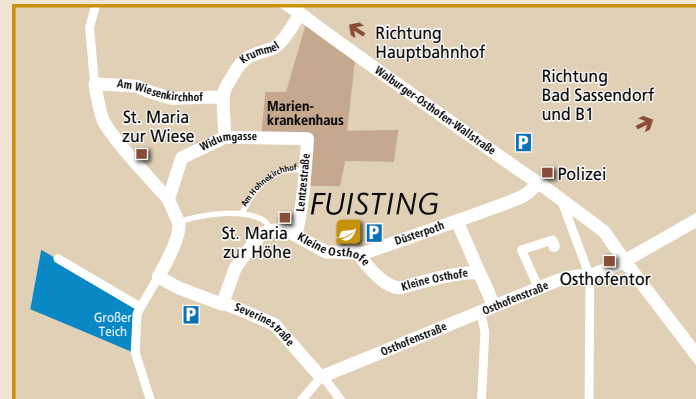 Richtung
Hauptbahnhof
Krummel
Walburger-Osthofen-Wallstraße
Richtung
Bad Sassendorf
und B1
Am Wiesenkirchhof
Marien-
krankenhaus
St. Maria
zur Wiese
Widumgasse
P
Polizei
Am Hohnekirchhof
Lentzestraße
FUISTING
St. Maria
zur Höhe
P
Düsterpoth
Kleine Osthofe
Kleine Osthofe
Osthofentor
Osthofenstraße
Großer
Teich
P
Severinestraße
Osthofenstraße